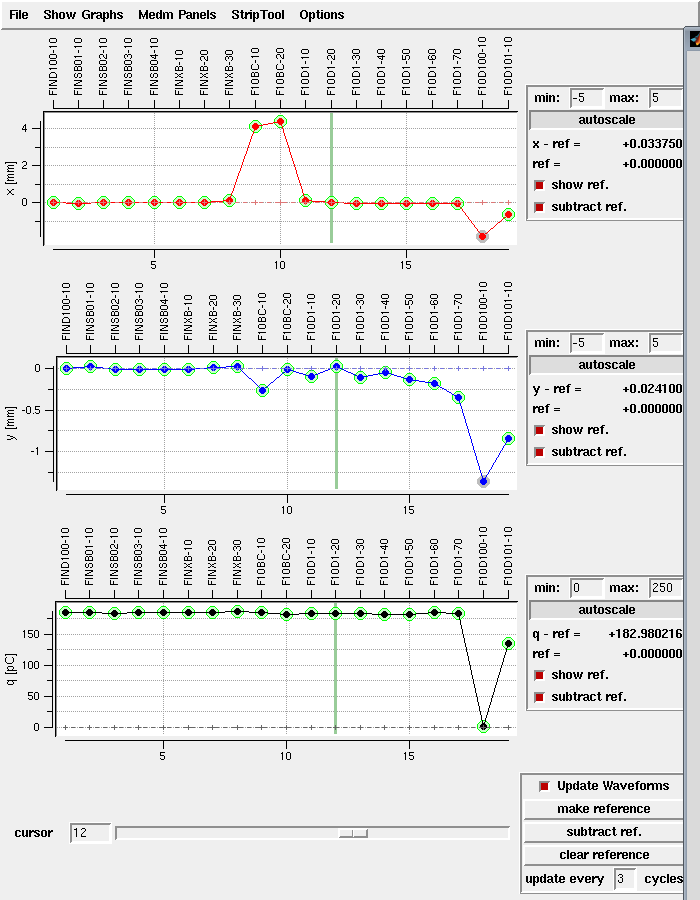 File Show Graphs Medm Panels StripTool Options
FIND100-10 FINSB01-10 FINSB02-10 FINSB03-10 FINSB04-10 FINXB-10 FINXB-20 FINXB-30 F10BC-10 F10BC-20 F10D1-10 F10D1-20 F10D1-30 F10D1-50 F10D1-60 F10D1-70 F10D100-10 F10D101-10
x [mm]
4
2
0
5 10 15
min: -5 max: 5
autoscale
x - ref = +0.033750
ref = +0.000000
show ref.
subtract ref.
FIND100-10 FINSB01-10 FINSB02-10 FINSB03-10 FINSB04-10 FINXB-10 FINXB-20 FINXB-30 F10BC-10 F10BC-20 F10D1-10 F10D1-20 F10D1-30 F10D1-40 F10D1-50 F10D1-60 F10D1-70 F10D100-10 F10D101-10
y [mm]
0
-0.5
-1
5 10 15
min: -5 max: 5
autoscale
y - ref = +0.024100
ref = +0.000000
show ref.
subtract ref.
FIND100-10 FINSB01-10 FINSB02-10 FINSB03-10 FINSB04-10 FINXB-10 FINXB-20 FINXB-30 F10BC-10 F10BC-20 F10D1-10 F10D1-20 F10D1-30 F10D1-40 F10D1-50 F10D1-60 F10D1-70 F10D100-10 F10D101-10
q [pC]
150
100
50
0
5 10 15
min: 0 max: 250
autoscale
q - ref = +182.980216
ref = +0.000000
show ref.
subtract ref.
cursor 12
Update Waveforms
make reference
subtract ref.
clear reference
update every 3 cycles